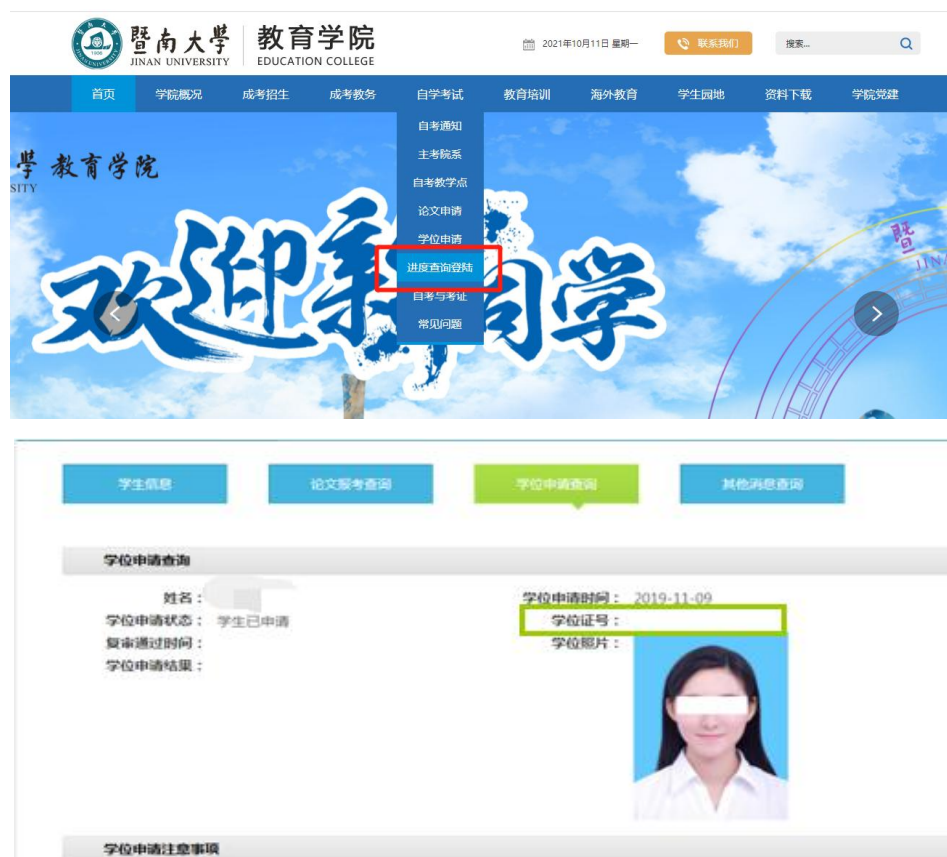 暨南大學
JINAN UNIVERSITY
教育学院
EDUCATION COLLEGE
2021年10月11日 星期一
联系我们
搜索...
首页 学院概况 成考招生 成考教务 自学考试 教育培训 海外教育 学生园地 资料下载 学院党建
自考通知
主考院系
自考教学点
论文申请
学位申请
进度查询登陆
自考与考证
常见问题
學 教育学院
SITY
欢迎新同学
暨
JINA
学生信息 论文报考查询 学位申请查询 其他消息查询
学位申请查询
姓名：
学位申请时间： 2019-11-09
学位申请状态： 学生已申请
学位证号：
复审通过时间：
学位照片：
学位申请结果：
学位申请注意事项